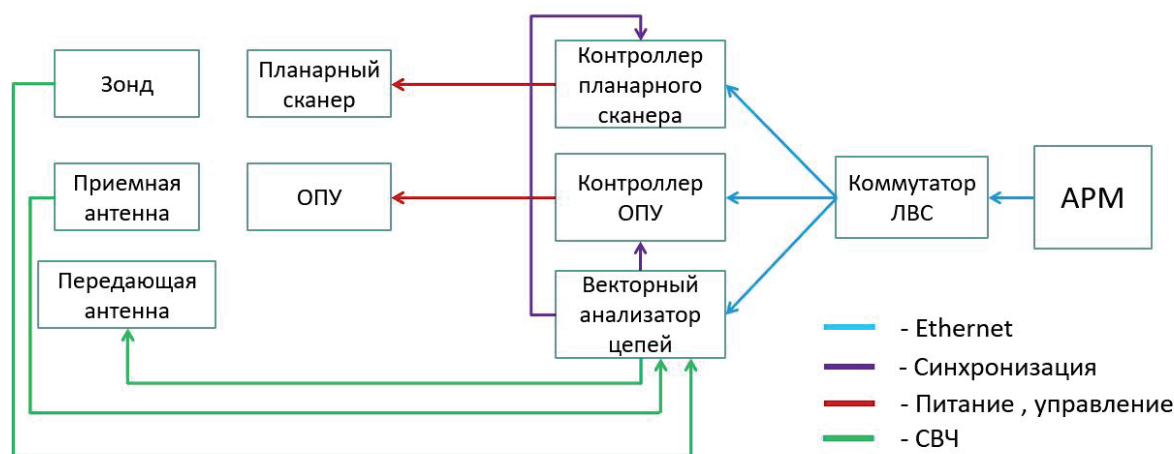 Зонд
Планарный
сканер
Контроллер
планарного
сканера
Приемная
антенна
ОПУ
Контроллер
ОПУ
Коммутатор
ЛВС
АРМ
Передающая
антенна
Векторный
анализатор
цепей
- Ethernet
- Синхронизация
- Питание , управление
- СВЧ